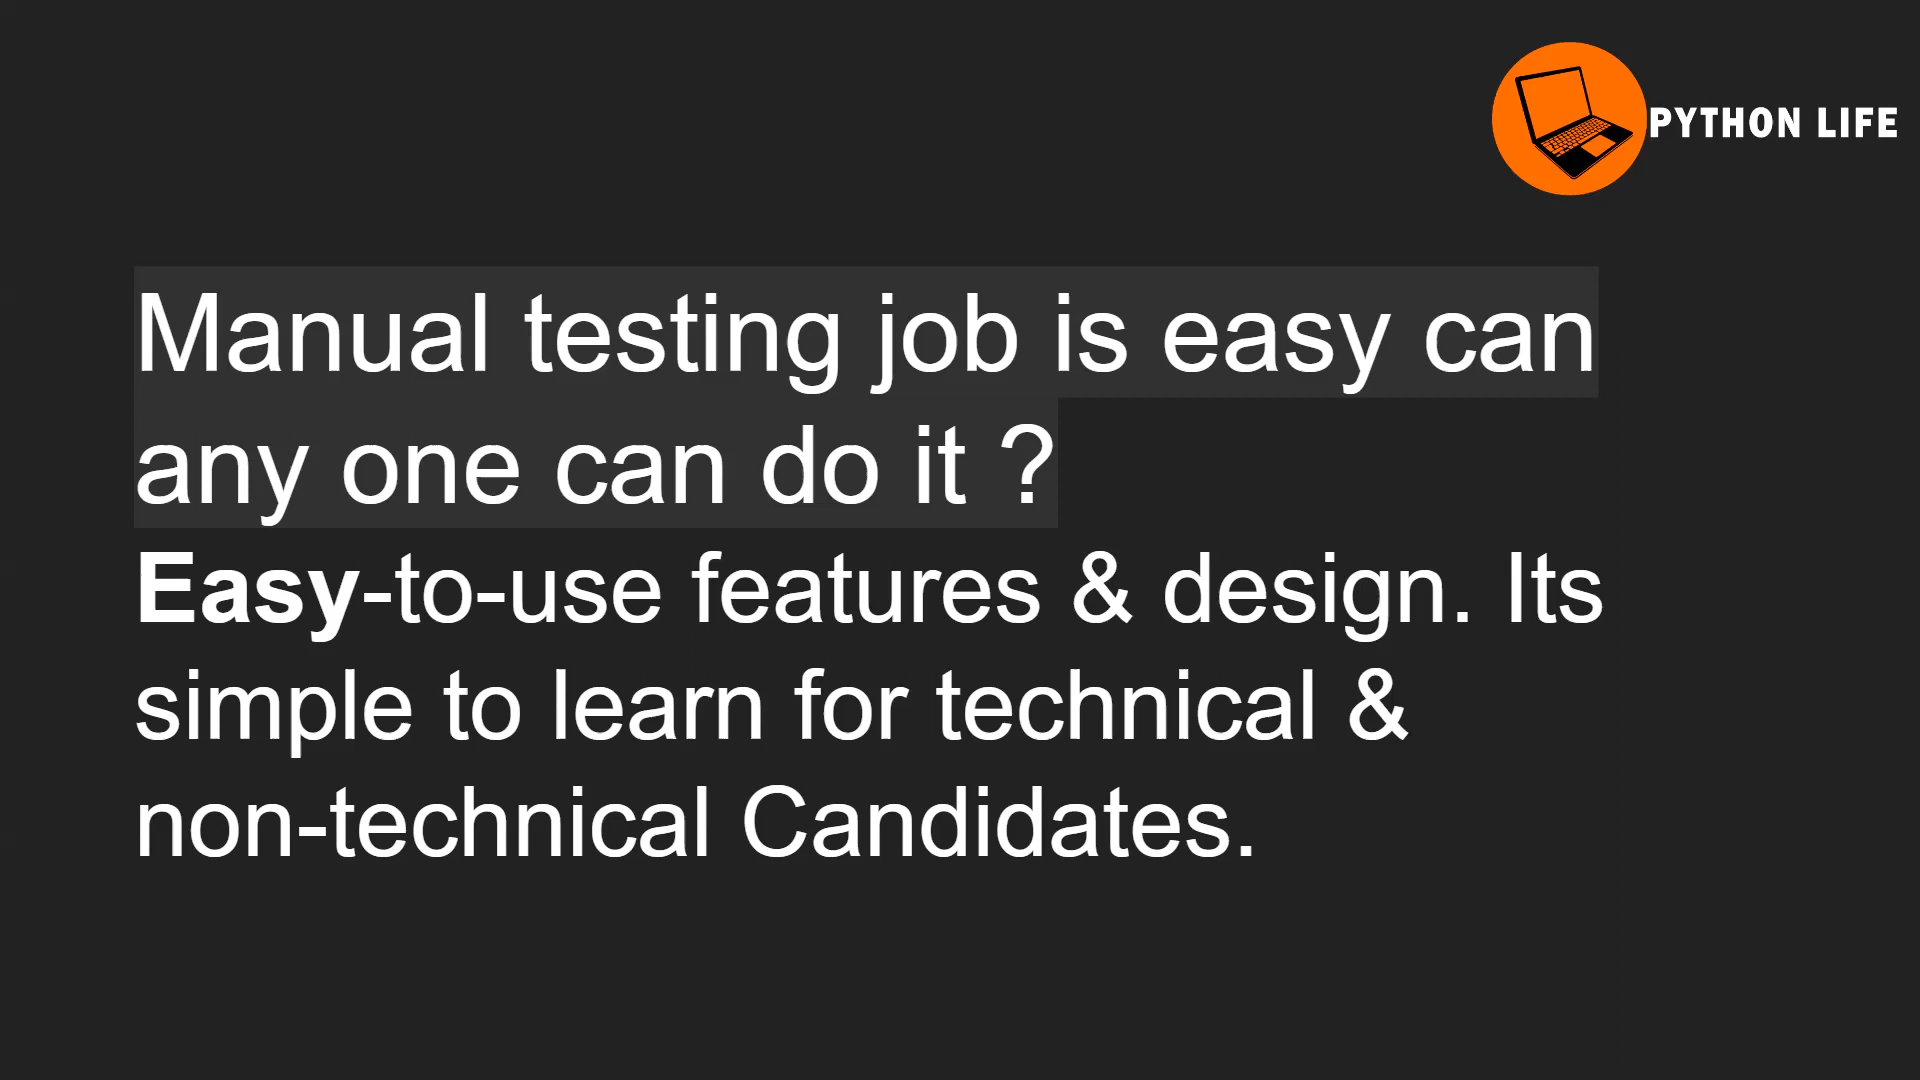 PYTHON LIFE
Manual testing job is easy can
any one can do it ?
Easy-to-use features & design. Its
simple to learn for technical &
non-technical Candidates.